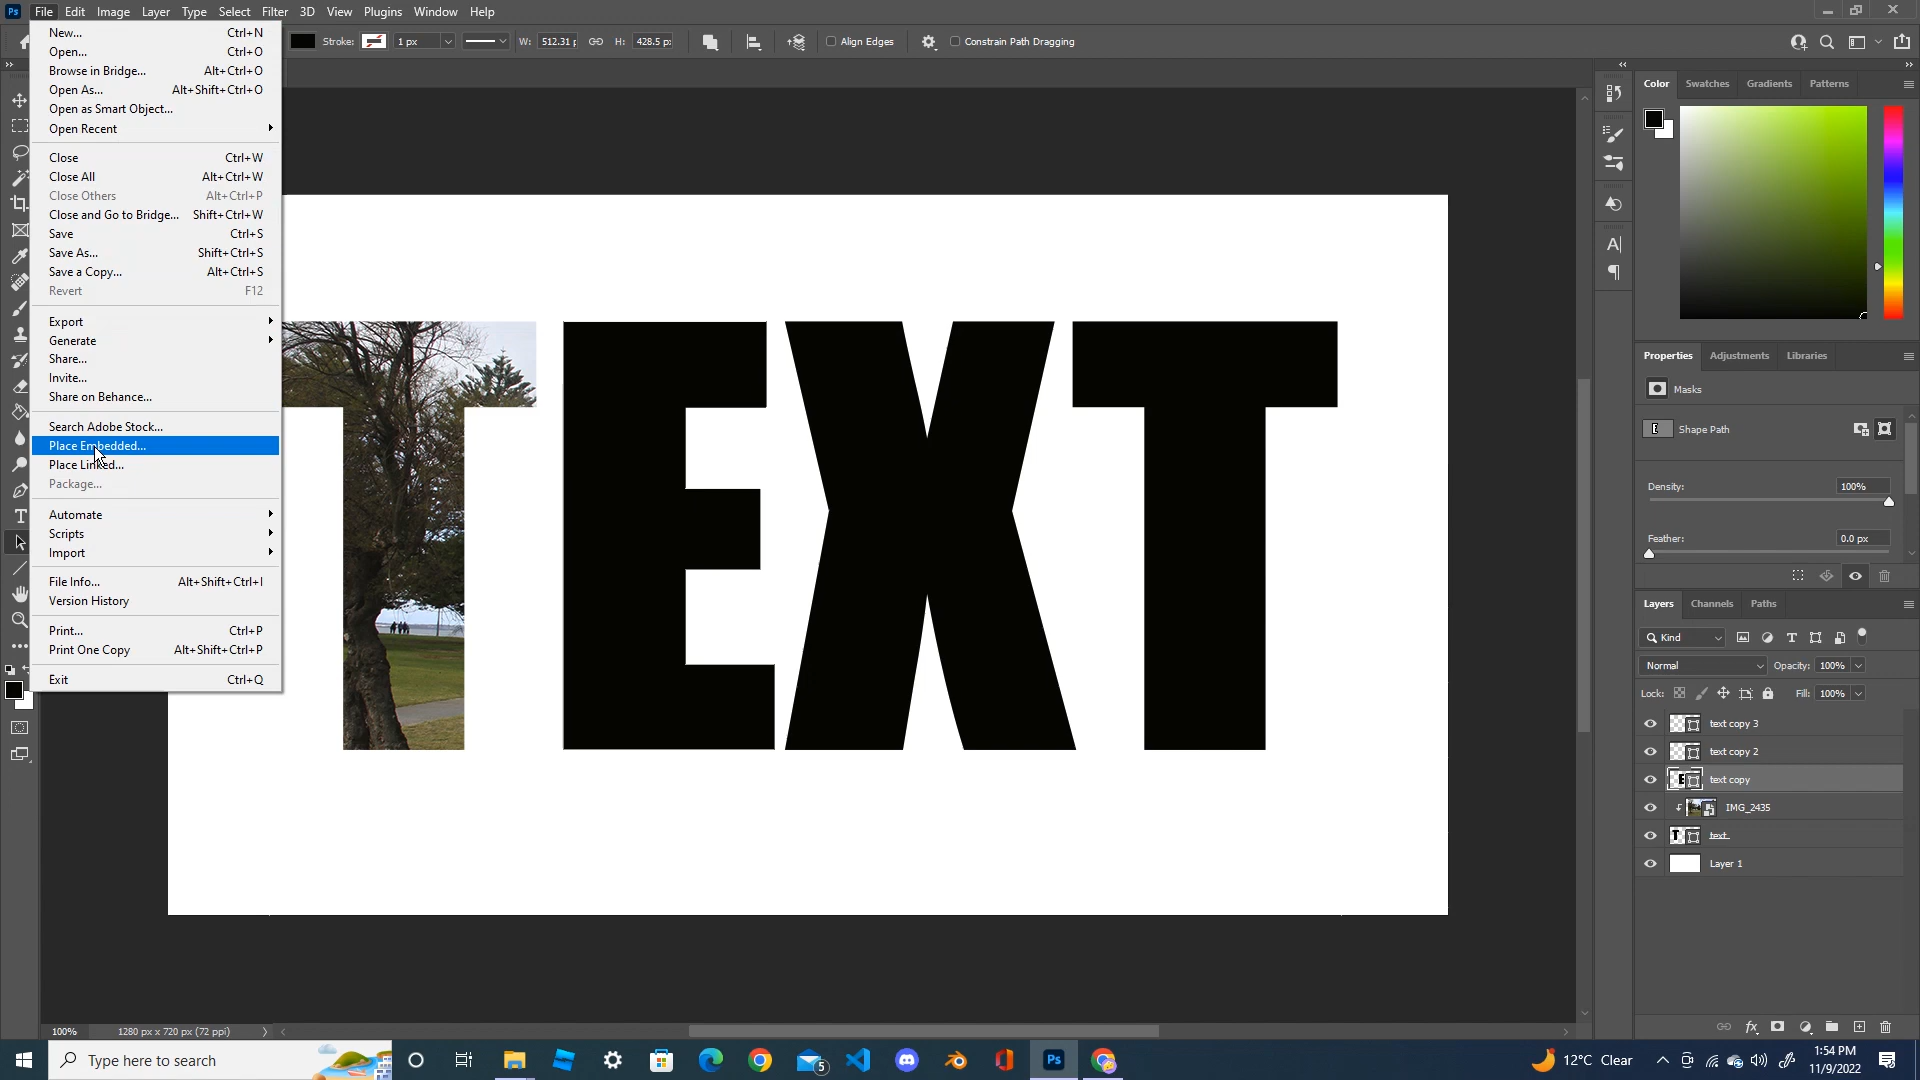 Ps File Edit Image Layer Type Select Filter 3D View Plugins Window Help
Stroke: 1 px W: 512.31 p H: 428.5 px Align Edges Constrain Path Dragging
New... Ctrl+N
Open... Ctrl+O
Browse in Bridge... Alt+Ctrl+O
Open As... Alt+Shift+Ctrl+O
Open as Smart Object...
Open Recent
Close Ctrl+W
Close All Alt+Ctrl+W
Close Others Alt+Ctrl+P
Close and Go to Bridge... Shift+Ctrl+W
Save Ctrl+S
Save As... Shift+Ctrl+S
Save a Copy... Alt+Ctrl+S
Revert F12
Export
Generate
Share...
Invite...
Share on Behance...
Search Adobe Stock...
Place Embedded...
Place Linked...
Package...
Automate
Scripts
Import
File Info... Alt+Shift+Ctrl+I
Version History
Print... Ctrl+P
Print One Copy Alt+Shift+Ctrl+P
Exit Ctrl+Q
TEXT
Color Swatches Gradients Patterns
Properties Adjustments Libraries
Masks
Shape Path
Density: 100%
Feather: 0.0 px
Layers Channels Paths
Kind
Normal Opacity: 100%
Lock: Fill: 100%
text copy 3
text copy 2
text copy
IMG_2435
text
Layer 1
100% 1280 px x 720 px (72 ppi)
Type here to search
5
Ps
12°C Clear
1:54 PM
11/9/2022